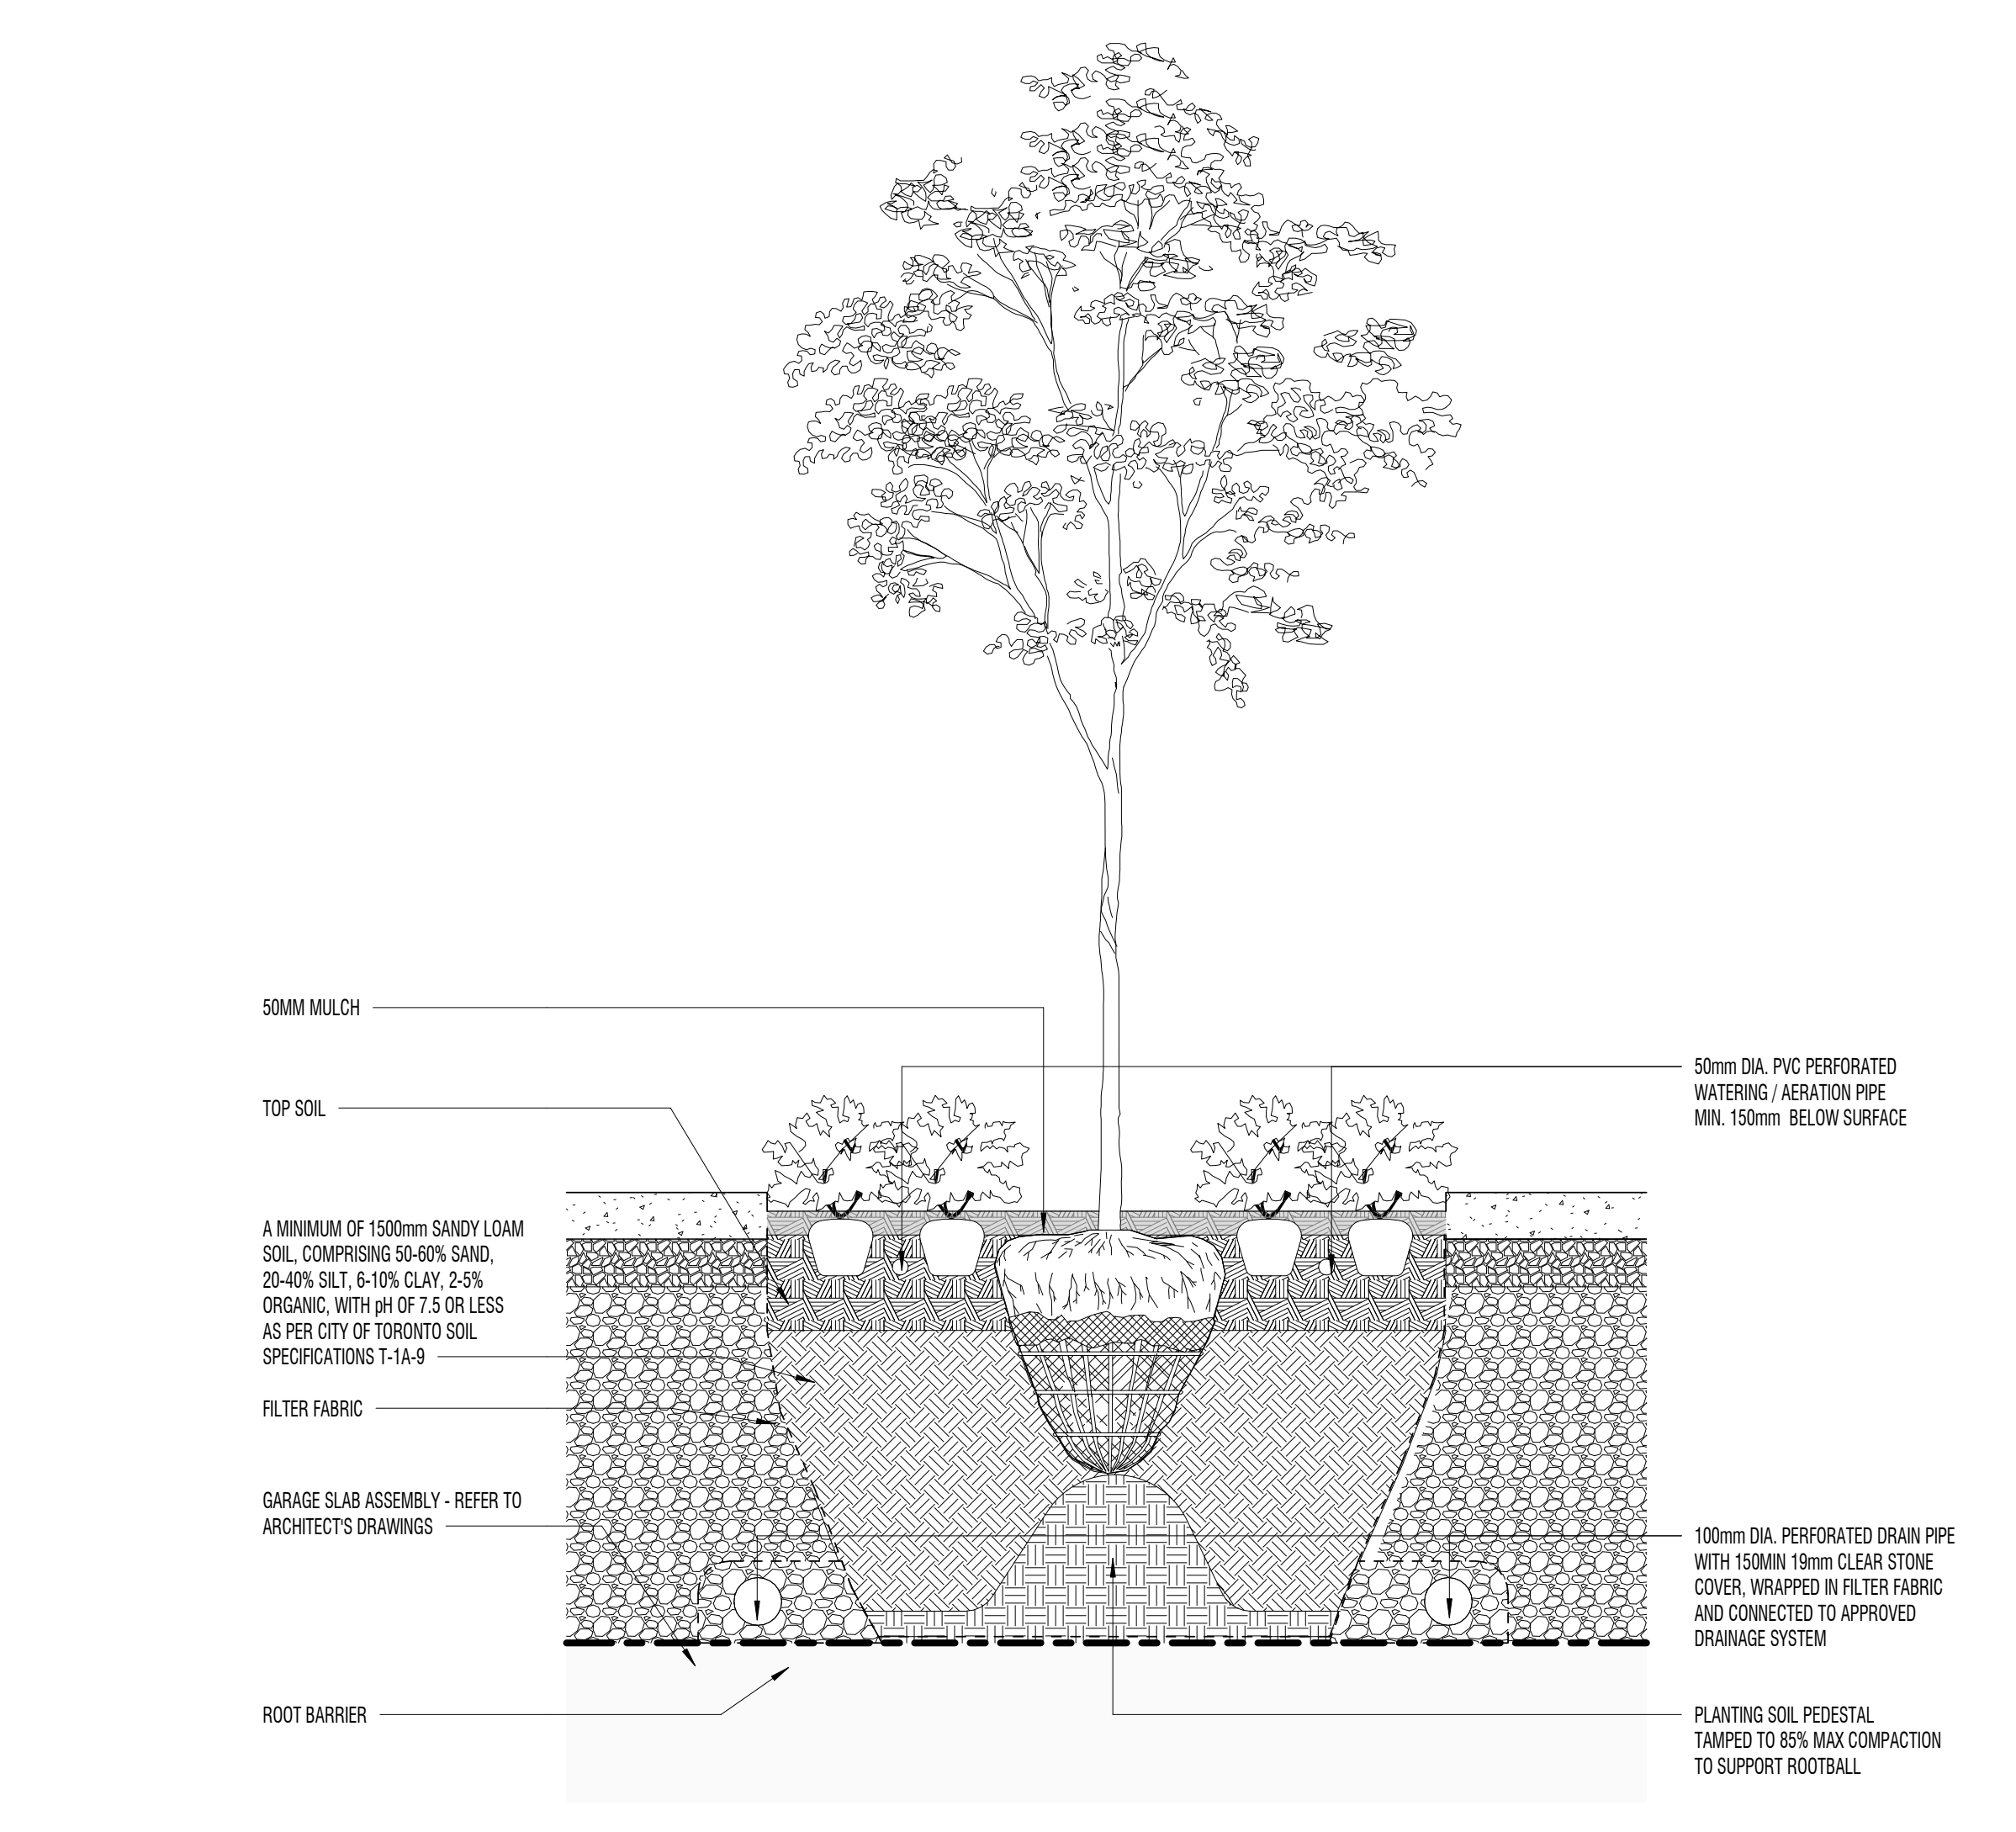 50MM MULCH
TOP SOIL
A MINIMUM OF 1500mm SANDY LOAM
SOIL, COMPRISING 50-60% SAND,
20-40% SILT, 6-10% CLAY, 2-5%
ORGANIC, WITH pH OF 7.5 OR LESS
AS PER CITY OF TORONTO SOIL
SPECIFICATIONS T-1A-9
FILTER FABRIC
GARAGE SLAB ASSEMBLY - REFER TO
ARCHITECT'S DRAWINGS
ROOT BARRIER
50mm DIA. PVC PERFORATED
WATERING / AERATION PIPE
MIN. 150mm  BELOW SURFACE
100mm DIA. PERFORATED DRAIN PIPE
WITH 150MIN 19mm CLEAR STONE
COVER, WRAPPED IN FILTER FABRIC
AND CONNECTED TO APPROVED
DRAINAGE SYSTEM
PLANTING SOIL PEDESTAL
TAMPED TO 85% MAX COMPACTION
TO SUPPORT ROOTBALL